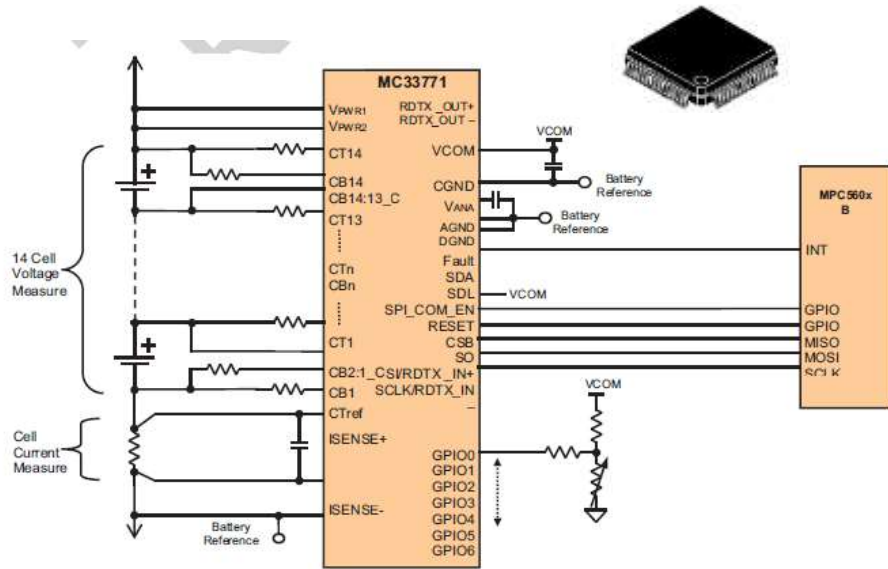 MC33771
VPWR1
VPWR2
CT14
CB14
CB14:13_C
CT13
CTn
CBn
CT1
CB2:1_C
CB1
CTref
ISENSE+
ISENSE-
RDTX_OUT+
RDTX_OUT –
VCOM
CGND
VANA
AGND
DGND
Fault
SDA
SDL
SPI_COM_EN
RESET
CSB
SO
SI/RDTX_IN+
SCLK/RDTX_IN
–
GPIO0
GPIO1
GPIO2
GPIO3
GPIO4
GPIO5
GPIO6
14 Cell
Voltage
Measure
Cell
Current
Measure
Battery
Reference
VCOM
Battery
Reference
Battery
Reference
VCOM
VCOM
MPC560x
B
INT
GPIO
GPIO
MISO
MOSI
SCLK